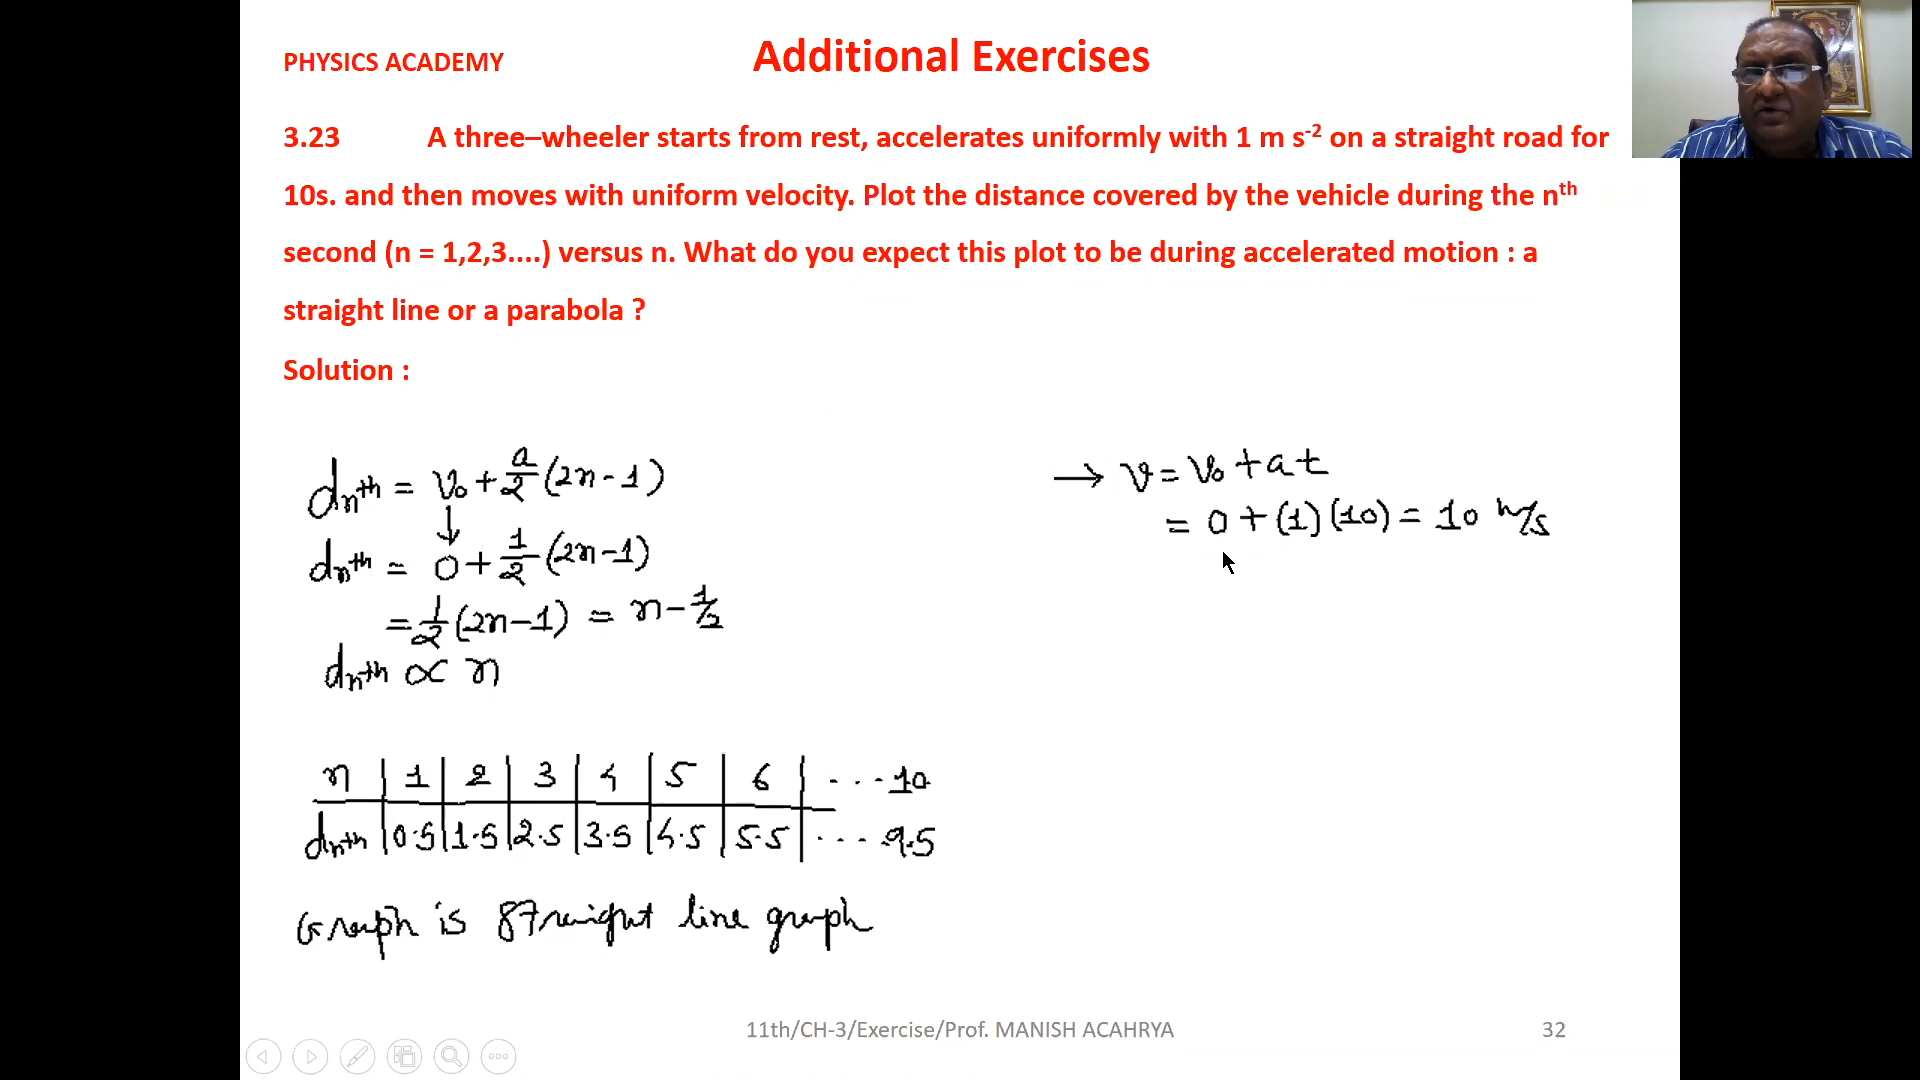 PHYSICS ACADEMY
Additional Exercises
3.23 A three–wheeler starts from rest, accelerates uniformly with 1 m s⁻² on a straight road for
10s. and then moves with uniform velocity. Plot the distance covered by the vehicle during the nᵗʰ
second (n = 1,2,3....) versus n. What do you expect this plot to be during accelerated motion : a
straight line or a parabola ?
Solution :
dnᵗʰ = v₀ + a/2 (2n - 1)
↓
dnᵗʰ = 0 + 1/2 (2n - 1)
= 1/2 (2n - 1) = n - 1/2
dnᵗʰ ∝ n
n | 1 | 2 | 3 | 4 | 5 | 6 | ... 10
dnᵗʰ | 0.5 | 1.5 | 2.5 | 3.5 | 4.5 | 5.5 | ... 9.5
Graph is straight line graph
→ v = v₀ + at
= 0 + (1) (10) = 10 m/s
11th/CH-3/Exercise/Prof. MANISH ACAHRYA
32